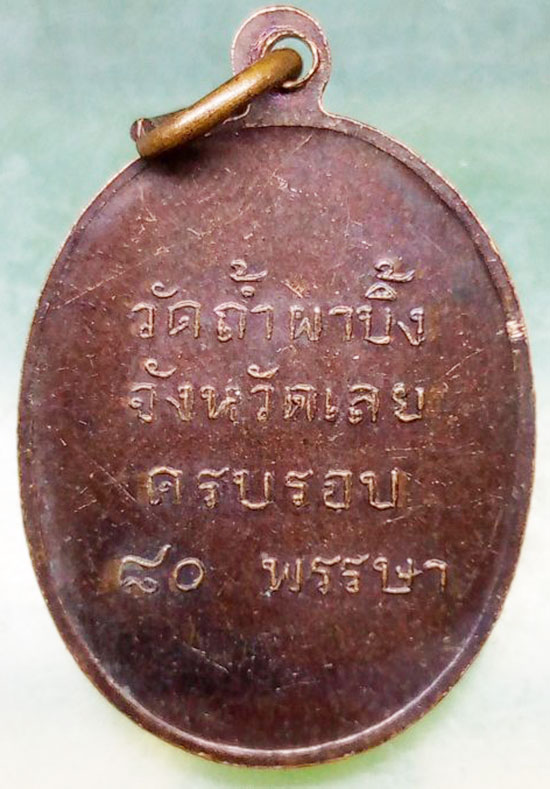 วัดถ้ำผาบิ้ง
จังหวัดเลย
ครบรอบ
๘๐ พรรษา